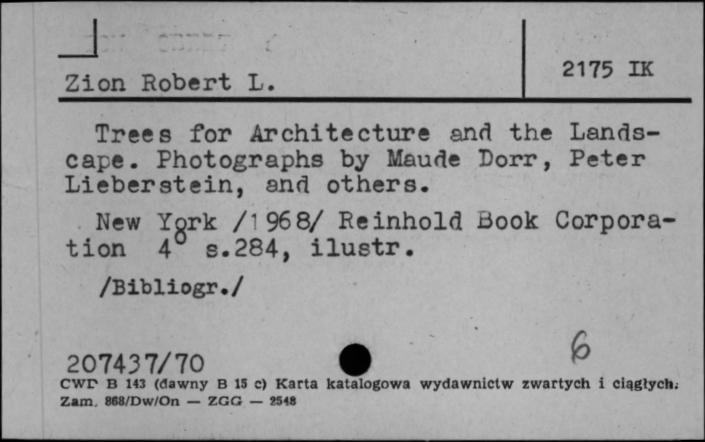 2175 IK
Zion Robert L.
Trees for Architecture and the Lands-
cape. Photographs by Maude Dorr, Peter
Lieberstein, and others.
New York /1968/ Reinhold Book Corpora-
tion 4° s.284, ilustr.
/Bibliogr./
6
207437/70
CWD B 143 (dawny B 15 c) Karta katalogowa wydawnictw zwartych i ciągłych.
Zam. 868/Dw/On — ZGG — 2548